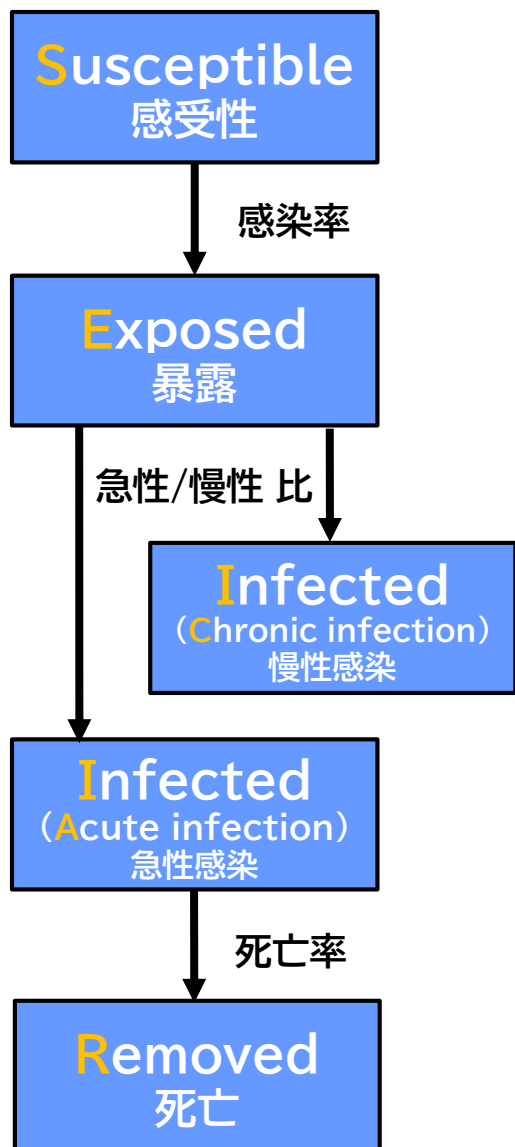 Susceptible
感受性
感染率
Exposed
暴露
急性/慢性 比
Infected
（Chronic infection）
慢性感染
Infected
（Acute infection）
急性感染
死亡率
Removed
死亡